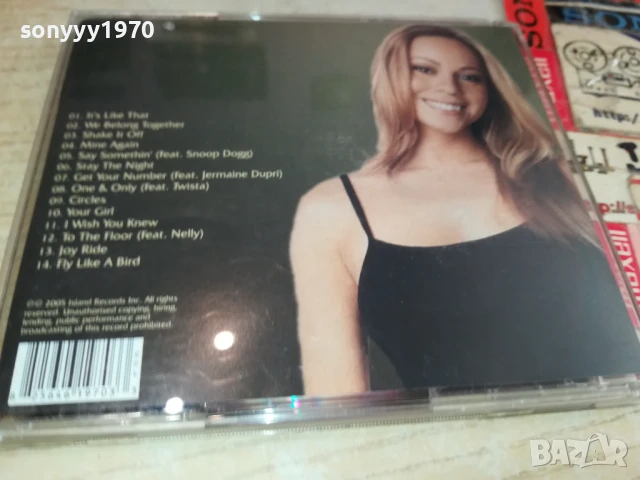 sonyyy1970
01. It's Like That
02. We Belong Together
03. Shake It Off
04. Mine Again
05. Say Somethin' (feat. Snoop Dogg)
06. Stay The Night
07. Get Your Number (feat. Jermaine Dupri)
08. One & Only (feat. Twista)
09. Circles
10. Your Girl
11. I Wish You Knew
12. To The Floor (feat. Nelly)
13. Joy Ride
14. Fly Like A Bird
℗© 2005 Island Records Inc. All rights
reserved. Unauthorised copying, hiring,
lending, public performance and
broadcasting of this record prohibited.
SON
http:/
BAZAR